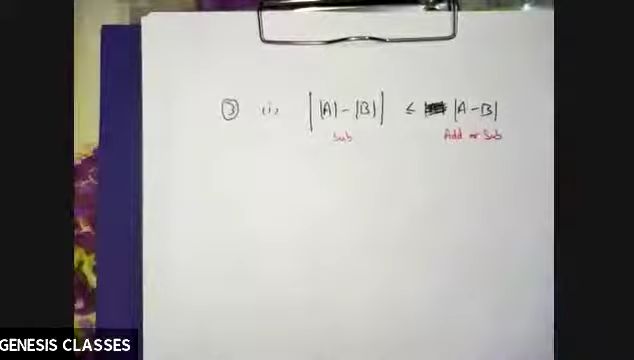 ③ (i) | |A| - |B| | ≤ |A - B|
Sub Add or Sub
GENESIS CLASSES